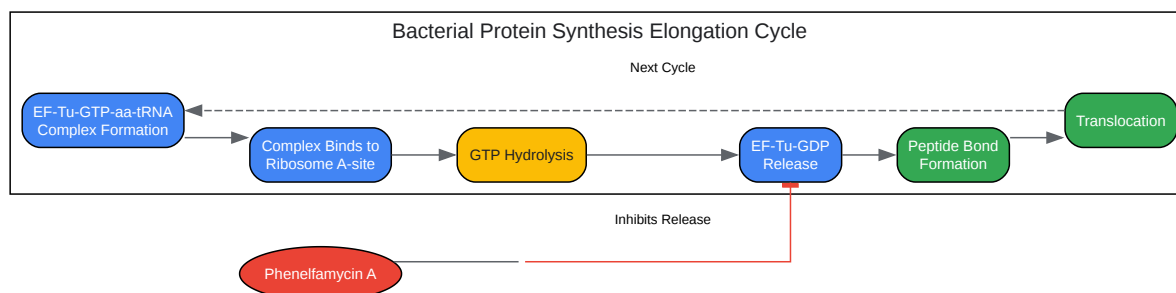 Bacterial Protein Synthesis Elongation Cycle
Next Cycle
EF-Tu-GTP-aa-tRNA
Complex Formation
Complex Binds to
Ribosome A-site
GTP Hydrolysis
EF-Tu-GDP
Release
Peptide Bond
Formation
Translocation
Inhibits Release
Phenelfamycin A